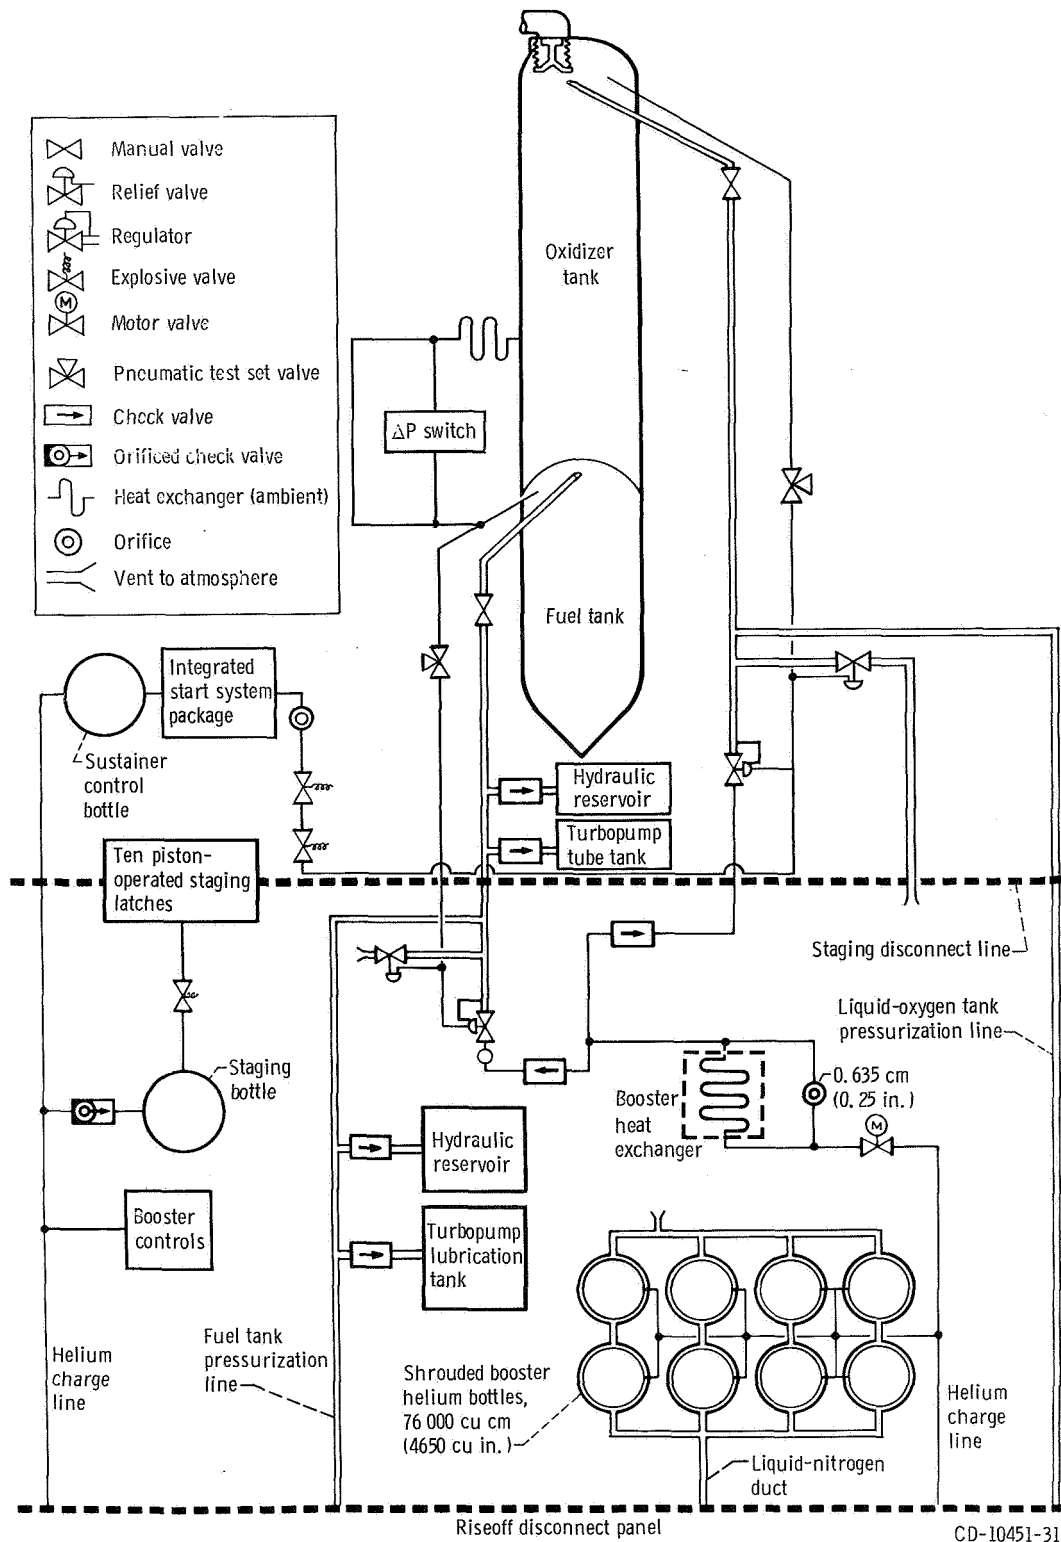 Manual valve
Relief valve
Regulator
Explosive valve
M
Motor valve
Pneumatic test set valve
Check valve
Orificed check valve
Heat exchanger (ambient)
Orifice
Vent to atmosphere
Oxidizer
tank
ΔP switch
Fuel tank
Integrated
start system
package
Sustainer
control
bottle
Hydraulic
reservoir
Turbopump
tube tank
Ten piston-
operated staging
latches
Staging disconnect line
Liquid-oxygen tank
pressurization line
Staging
bottle
Booster
heat
exchanger
0.635 cm
(0.25 in.)
M
Hydraulic
reservoir
Booster
controls
Turbopump
lubrication
tank
Helium
charge
line
Fuel tank
pressurization
line
Shrouded booster
helium bottles,
76 000 cu cm
(4650 cu in.)
Helium
charge
line
Liquid-nitrogen
duct
Riseoff disconnect panel
CD-10451-31